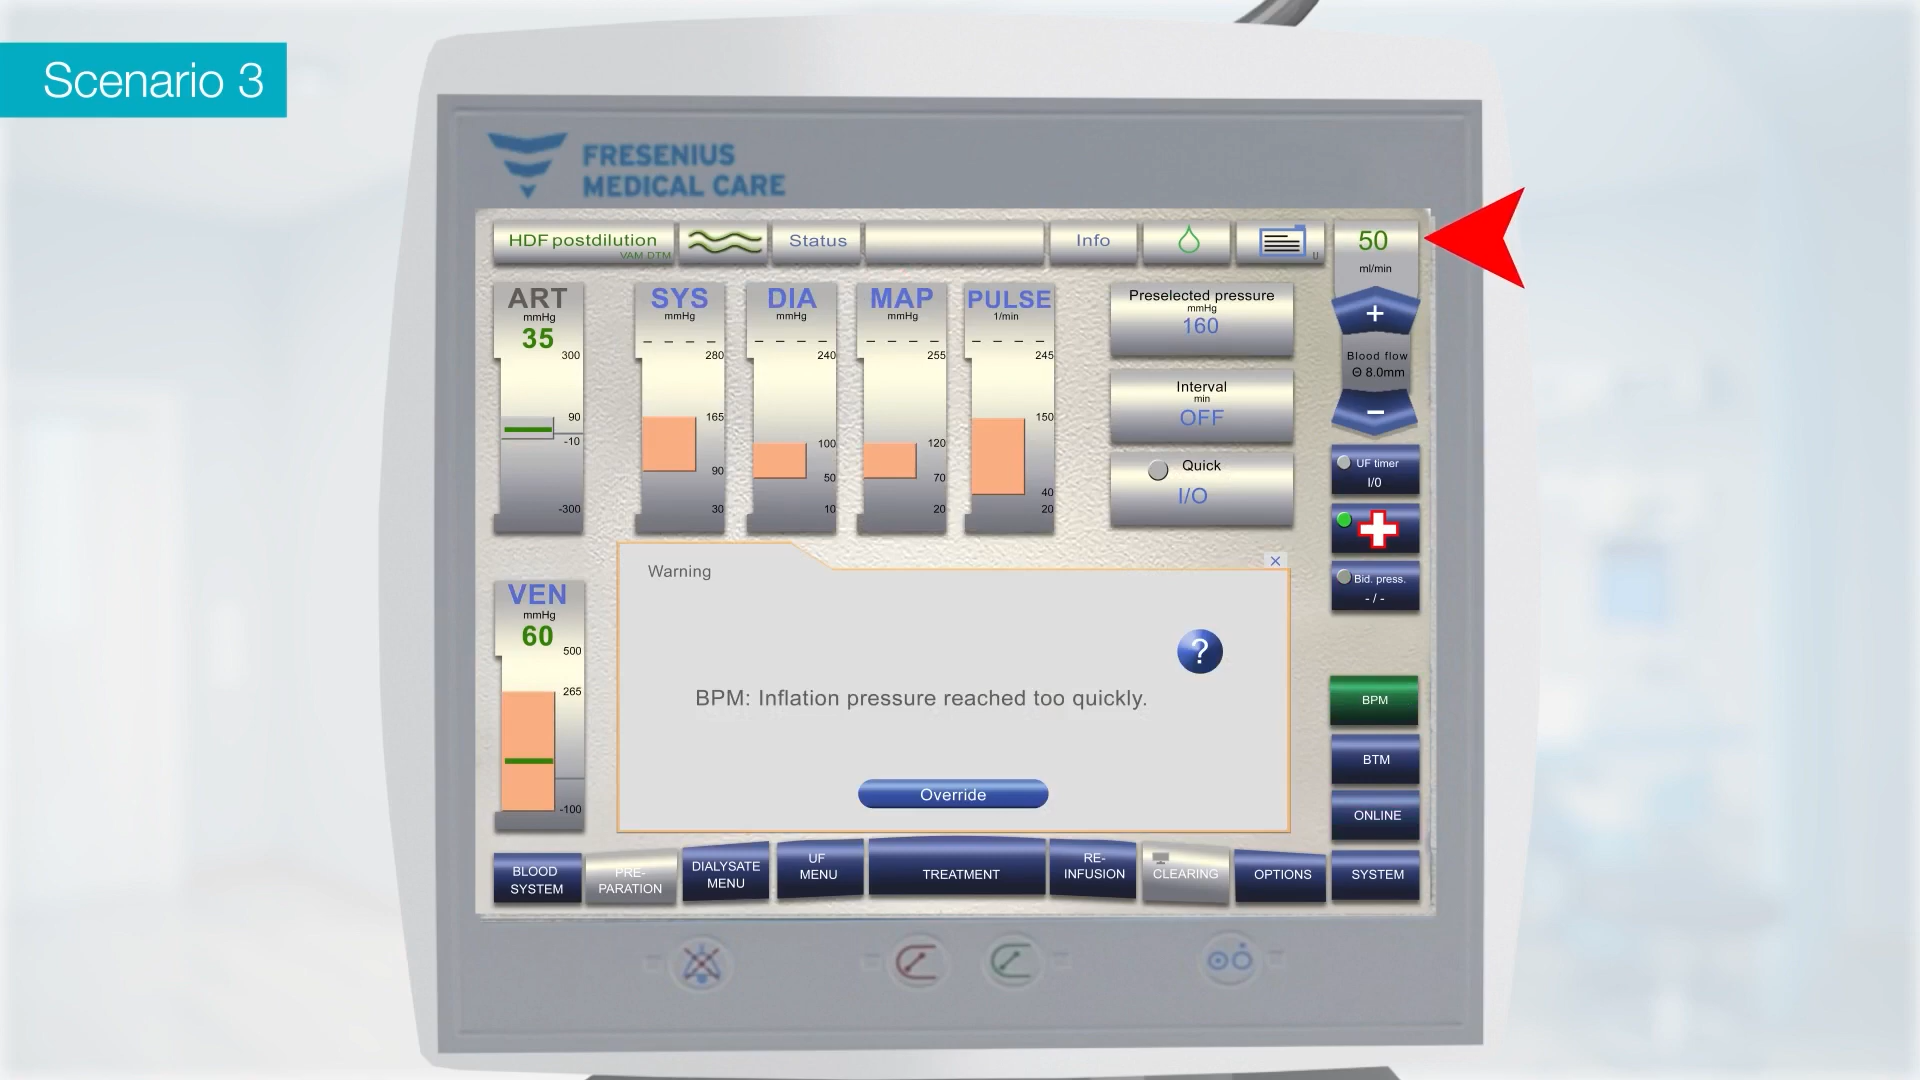 Scenario 3
FRESENIUS
MEDICAL CARE
HDF postdilution
VAM DTM
Status
Info
U
50
ml/min
+
Blood flow
8.0mm
−
ART
mmHg
35
300
90
-10
-300
SYS
mmHg
- - - -
280
165
90
30
DIA
mmHg
- - - -
240
100
50
10
MAP
mmHg
- - - -
255
120
70
20
PULSE
1/min
- - - -
245
150
40
20
Preselected pressure
mmHg
160
Interval
min
OFF
Quick
I/O
UF timer
I/0
Bid. press.
- / -
VEN
mmHg
60
500
265
-100
Warning
×
?
BPM: Inflation pressure reached too quickly.
Override
BPM
BTM
ONLINE
BLOOD
SYSTEM
PRE-
PARATION
DIALYSATE
MENU
UF
MENU
TREATMENT
RE-
INFUSION
CLEARING
OPTIONS
SYSTEM